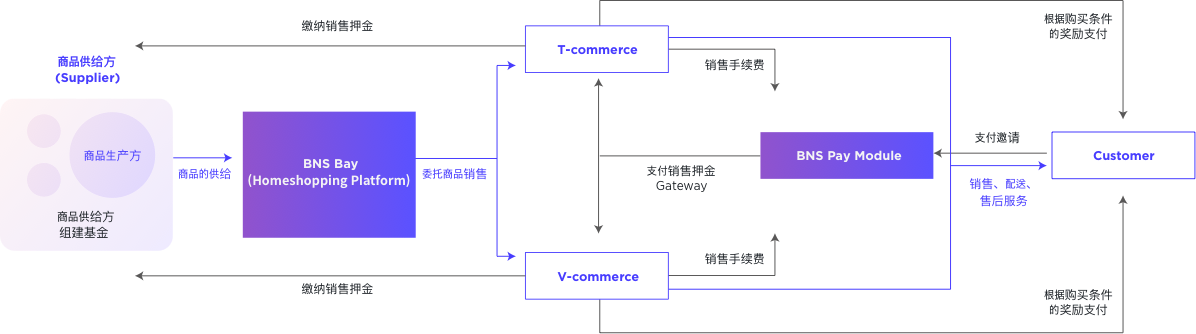 缴纳销售押金
商品供给方
(Supplier)
商品生产方
商品供给方
组建基金
商品的供给
BNS Bay
(Homeshopping Platform)
委托商品销售
T-commerce
销售手续费
根据购买条件
的奖励支付
支付销售押金
Gateway
BNS Pay Module
支付邀请
Customer
销售、配送、
售后服务
缴纳销售押金
V-commerce
销售手续费
根据购买条件
的奖励支付